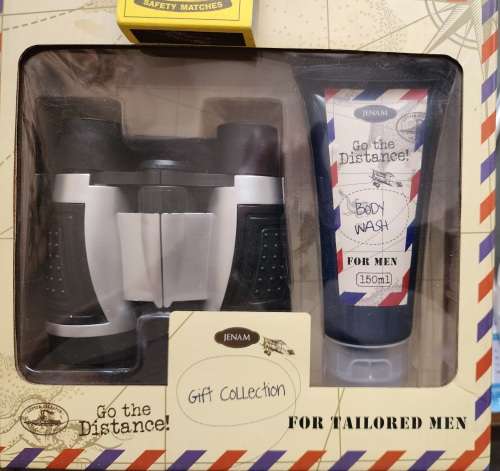 SAFETY MATCHES
JENAM
Go the
Distance!
BODY
WASH
FOR MEN
150ml
JENAM
Gift Collection
Go the
Distance!
FOR TAILORED MEN